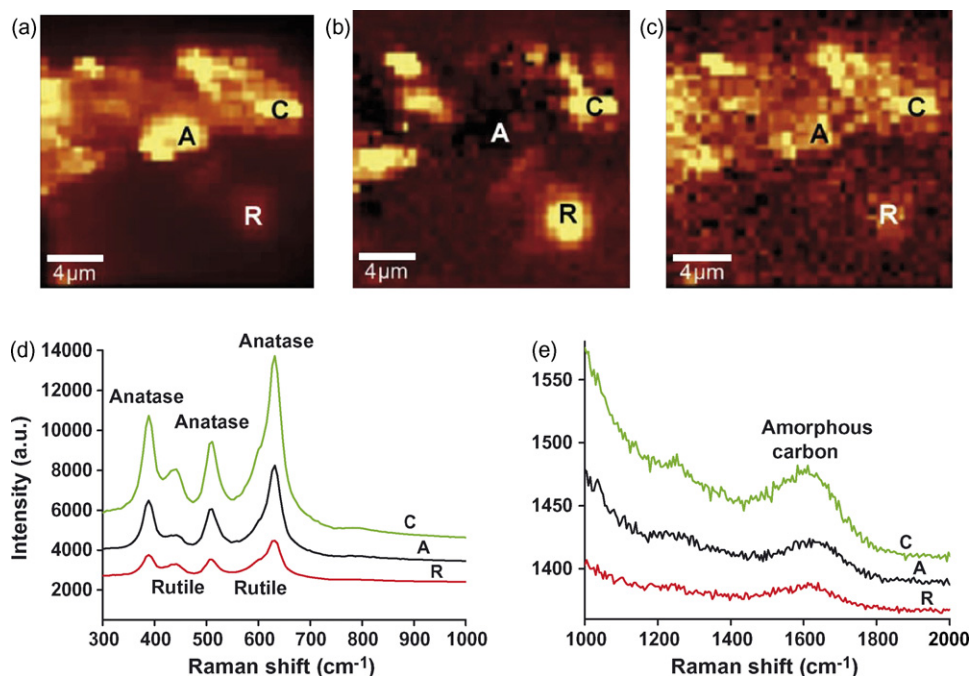 (a)
A
C
R
4µm
(b)
A
C
R
4µm
(c)
A
C
R
4µm
(d)
14000
12000
10000
8000
6000
4000
2000
Intensity (a.u.)
Anatase
Anatase
Anatase
C
A
R
Rutile
Rutile
300 400 500 600 700 800 900 1000
Raman shift (cm⁻¹)
(e)
1550
1500
1450
1400
Amorphous
carbon
C
A
R
1000 1200 1400 1600 1800 2000
Raman shift (cm⁻¹)